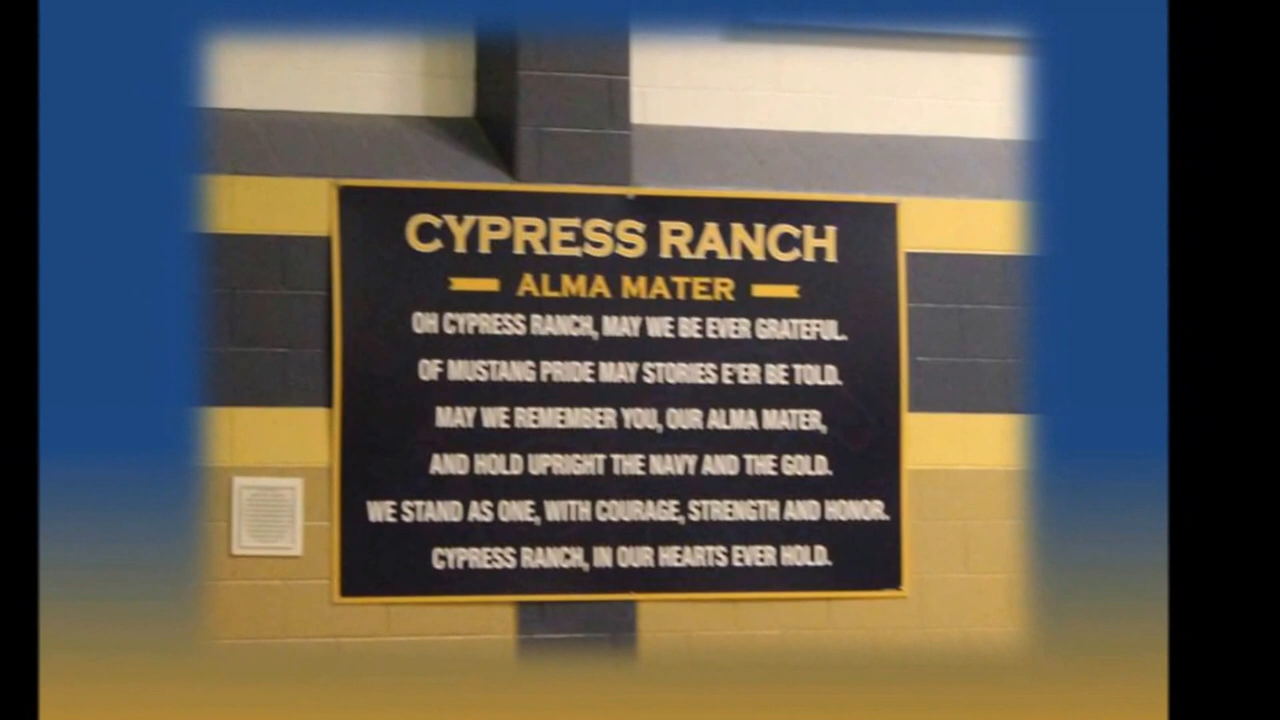 CYPRESS RANCH
ALMA MATER
OH CYPRESS RANCH, MAY WE BE EVER GRATEFUL.
OF MUSTANG PRIDE MAY STORIES E'ER BE TOLD.
MAY WE REMEMBER YOU, OUR ALMA MATER,
AND HOLD UPRIGHT THE NAVY AND THE GOLD.
WE STAND AS ONE, WITH COURAGE, STRENGTH AND HONOR.
CYPRESS RANCH, IN OUR HEARTS EVER HOLD.